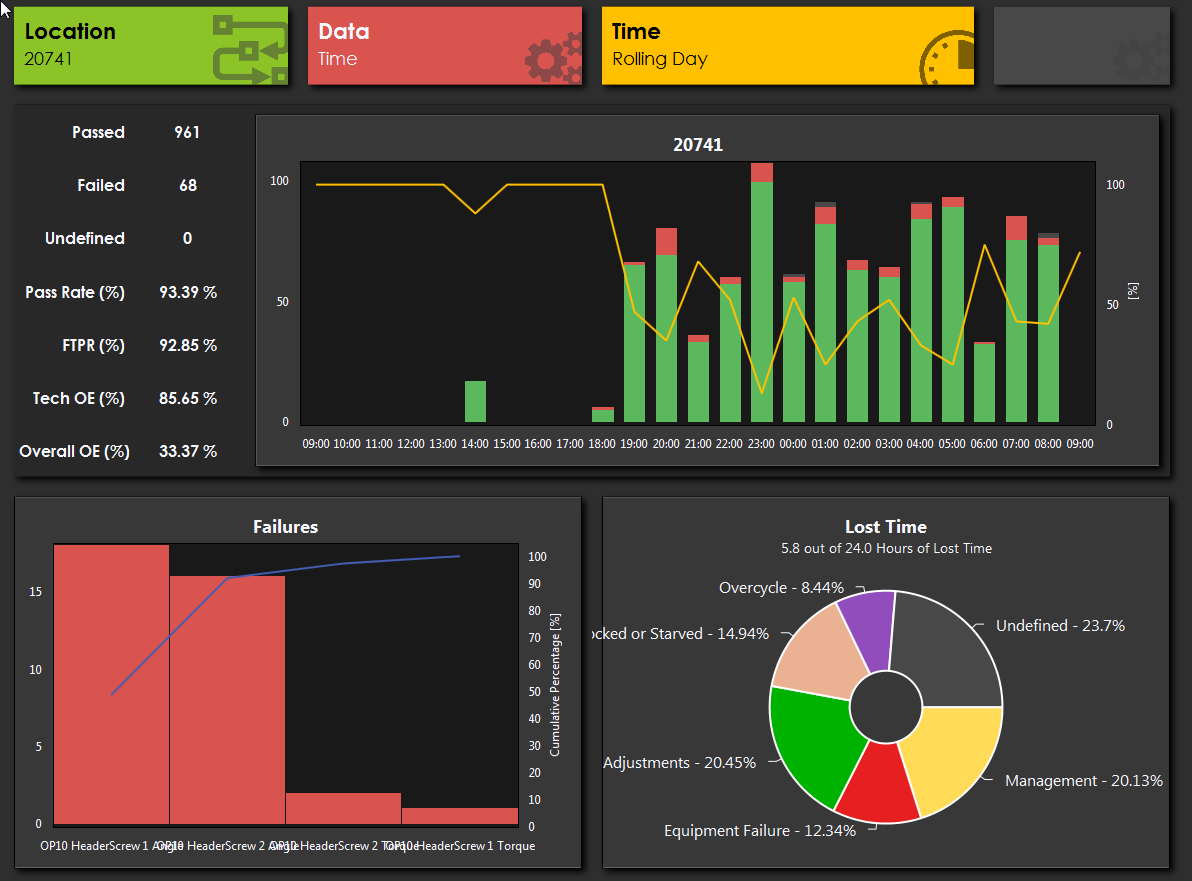 Location
20741
Data
Time
Time
Rolling Day
Passed 961
Failed 68
Undefined 0
Pass Rate (%) 93.39 %
FTPR (%) 92.85 %
Tech OE (%) 85.65 %
Overall OE (%) 33.37 %
20741
100
50
0
100
50
0
[%]
09:00 10:00 11:00 12:00 13:00 14:00 15:00 16:00 17:00 18:00 19:00 20:00 21:00 22:00 23:00 00:00 01:00 02:00 03:00 04:00 05:00 06:00 07:00 08:00 09:00
Failures
15
10
5
0
100
90
80
70
60
50
40
30
20
10
0
Cumulative Percentage [%]
OP10 HeaderScrew 1 Angle OP10 HeaderScrew 2 Angle OP10 HeaderScrew 2 Torque OP10 HeaderScrew 1 Torque
Lost Time
5.8 out of 24.0 Hours of Lost Time
Overcycle - 8.44%
Undefined - 23.7%
ocked or Starved - 14.94%
Adjustments - 20.45%
Management - 20.13%
Equipment Failure - 12.34%